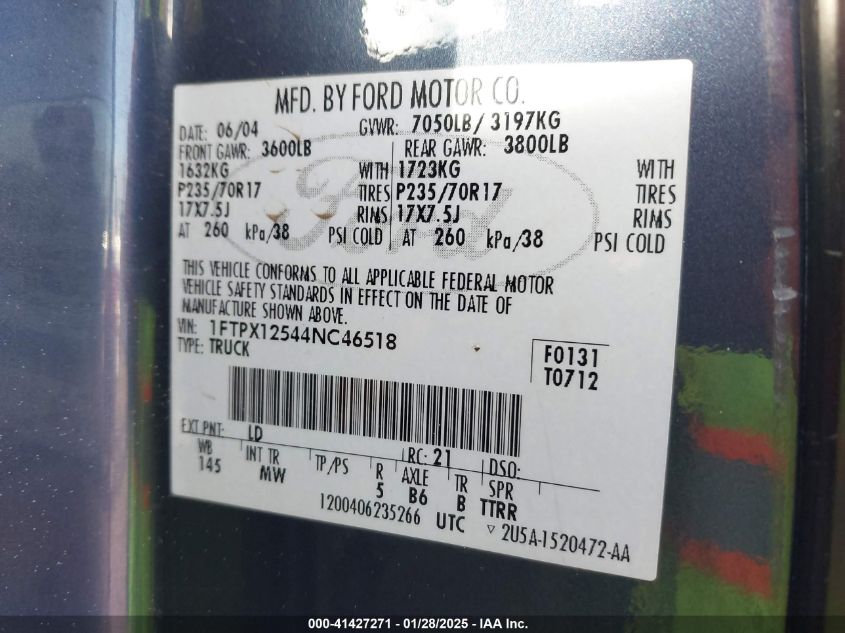 MFD. BY FORD MOTOR CO.
DATE: 06/04 GVWR: 7050LB/ 3197KG
FRONT GAWR: 3600LB REAR GAWR: 3800LB
1632KG WITH 1723KG WITH
P235/70R17 TIRES P235/70R17 TIRES
17X7.5J RIMS 17X7.5J RIMS
AT 260 kPa/38 PSI COLD AT 260 kPa/38 PSI COLD
THIS VEHICLE CONFORMS TO ALL APPLICABLE FEDERAL MOTOR
VEHICLE SAFETY STANDARDS IN EFFECT ON THE DATE OF
MANUFACTURE SHOWN ABOVE.
VIN: 1FTPX12544NC46518
TYPE: TRUCK
F0131
T0712
EXT PNT: LD RC: 21 DSO:
WB INT TR TP/PS R AXLE TR SPR
145 MW 5 B6 B TTRR
1200406235266 UTC ▽ 2U5A-1520472-AA
Ford
000-41427271 - 01/28/2025 - IAA Inc.